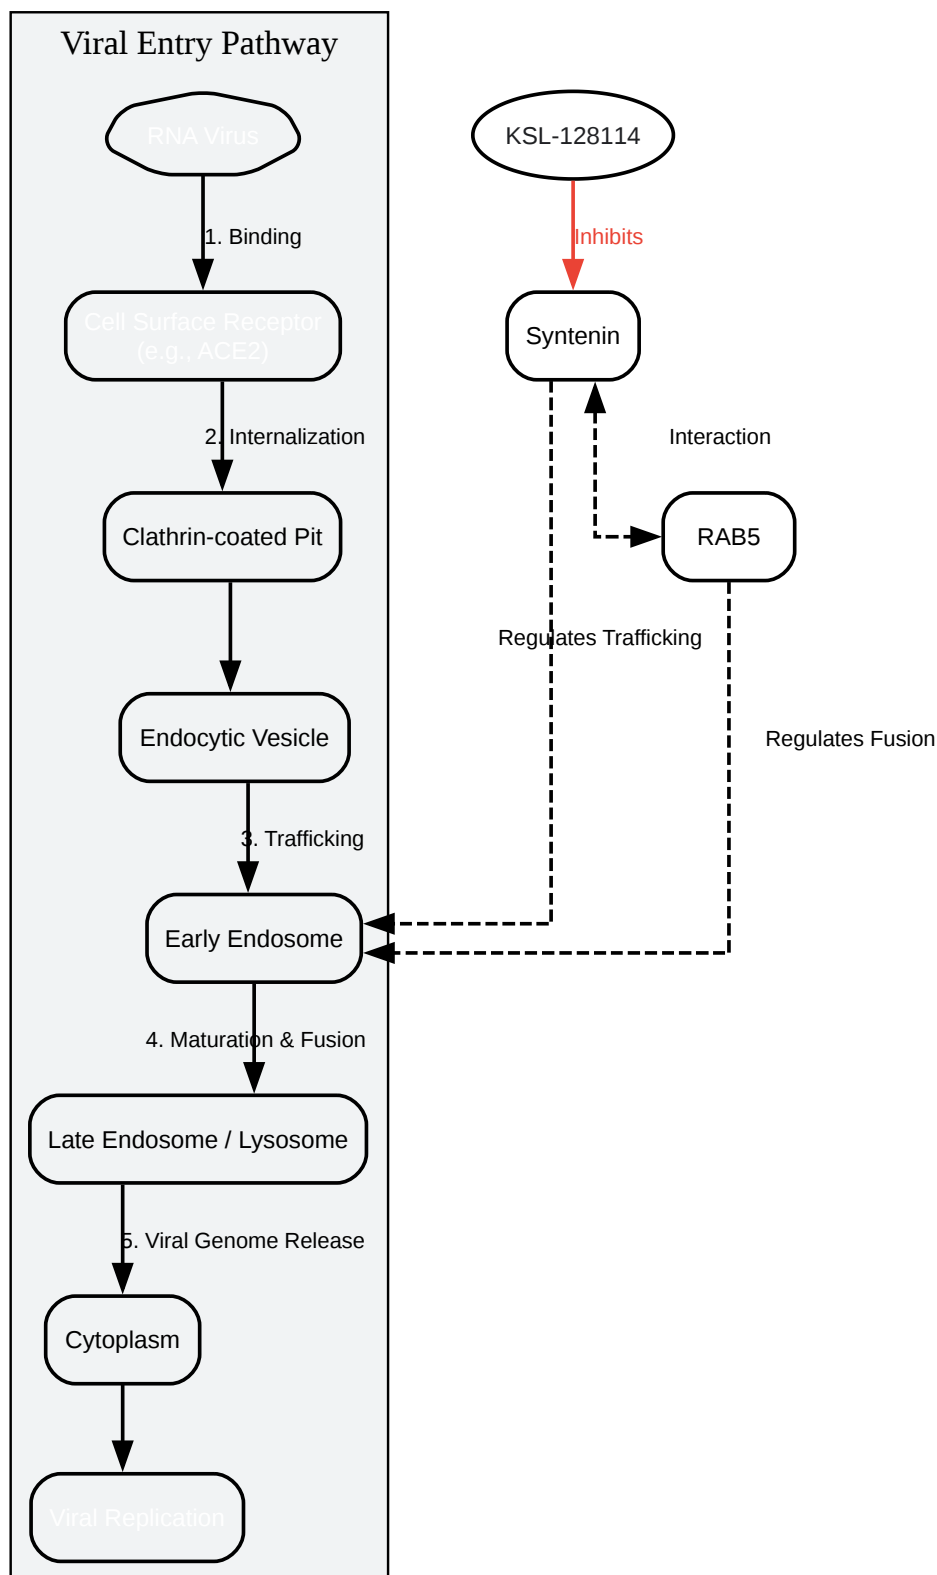 Viral Entry Pathway
RNA Virus
KSL-128114
1. Binding
Inhibits
Cell Surface Receptor
(e.g., ACE2)
Syntenin
2. Internalization
Interaction
Clathrin-coated Pit
RAB5
Regulates Trafficking
Endocytic Vesicle
Regulates Fusion
3. Trafficking
Early Endosome
4. Maturation & Fusion
Late Endosome / Lysosome
5. Viral Genome Release
Cytoplasm
Viral Replication